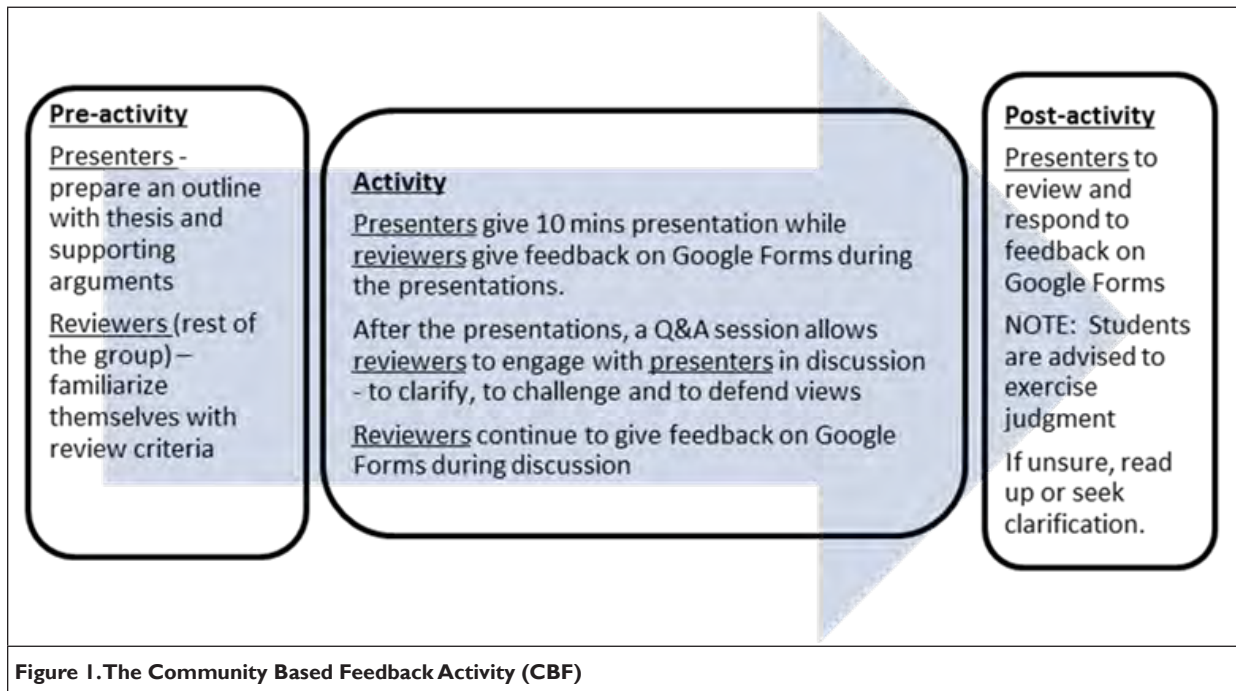 Pre-activity
Presenters -
prepare an outline
with thesis and
supporting
arguments
Reviewers (rest of
the group) –
familiarize
themselves with
review criteria
Activity
Presenters give 10 mins presentation while
reviewers give feedback on Google Forms during
the presentations.
After the presentations, a Q&A session allows
reviewers to engage with presenters in discussion
- to clarify, to challenge and to defend views
Reviewers continue to give feedback on Google
Forms during discussion
Post-activity
Presenters to
review and
respond to
feedback on
Google Forms
NOTE: Students
are advised to
exercise
judgment
If unsure, read
up or seek
clarification.
Figure 1. The Community Based Feedback Activity (CBF)